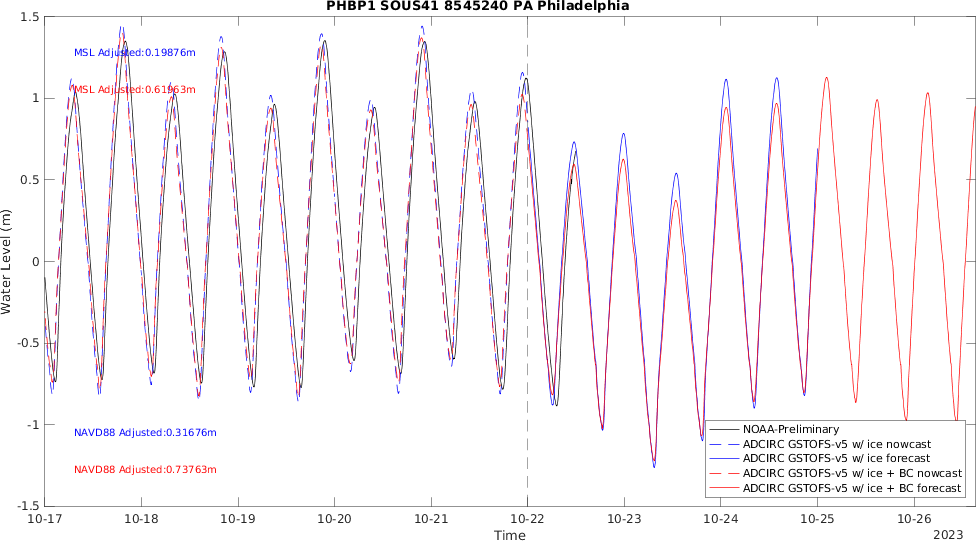 PHBP1 SOUS41 8545240 PA Philadelphia
1.5
MSL Adjusted:0.19876m
MSL Adjusted:0.61963m
1
0.5
0
-0.5
-1
-1.5
Water Level (m)
NAVD88 Adjusted:0.31676m
NAVD88 Adjusted:0.73763m
NOAA-Preliminary
ADCIRC GSTOFS-v5 w/ ice nowcast
ADCIRC GSTOFS-v5 w/ ice forecast
ADCIRC GSTOFS-v5 w/ ice + BC nowcast
ADCIRC GSTOFS-v5 w/ ice + BC forecast
10-17 10-18 10-19 10-20 10-21 10-22 10-23 10-24 10-25 10-26
Time
2023